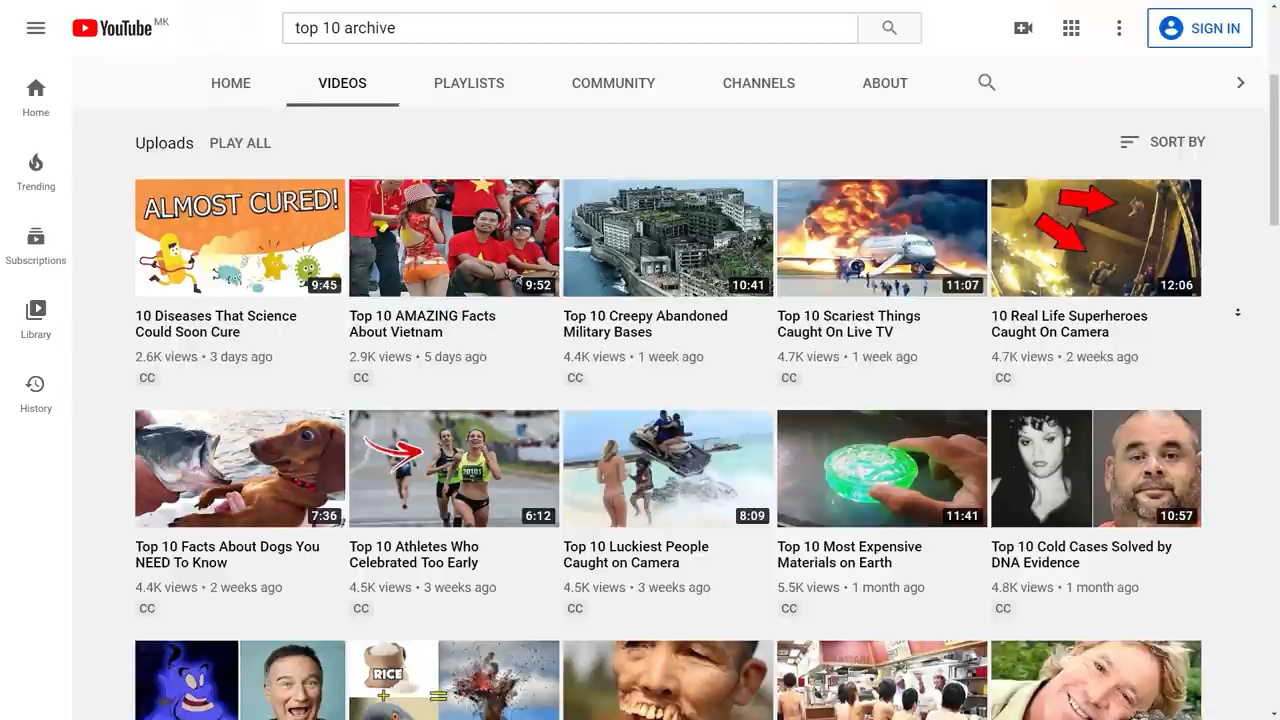 YouTube MK
top 10 archive
SIGN IN
HOME
VIDEOS
PLAYLISTS
COMMUNITY
CHANNELS
ABOUT
Home
Trending
Subscriptions
Library
History
Uploads
PLAY ALL
SORT BY
ALMOST CURED!
9:45
9:52
10:41
11:07
12:06
10 Diseases That Science
Could Soon Cure
2.6K views • 3 days ago
CC
Top 10 AMAZING Facts
About Vietnam
2.9K views • 5 days ago
CC
Top 10 Creepy Abandoned
Military Bases
4.4K views • 1 week ago
CC
Top 10 Scariest Things
Caught On Live TV
4.7K views • 1 week ago
CC
10 Real Life Superheroes
Caught On Camera
4.7K views • 2 weeks ago
CC
7:36
20101
6:12
8:09
11:41
10:57
Top 10 Facts About Dogs You
NEED To Know
4.4K views • 2 weeks ago
CC
Top 10 Athletes Who
Celebrated Too Early
4.5K views • 3 weeks ago
CC
Top 10 Luckiest People
Caught on Camera
4.5K views • 3 weeks ago
CC
Top 10 Most Expensive
Materials on Earth
5.5K views • 1 month ago
CC
Top 10 Cold Cases Solved by
DNA Evidence
4.8K views • 1 month ago
CC
RICE